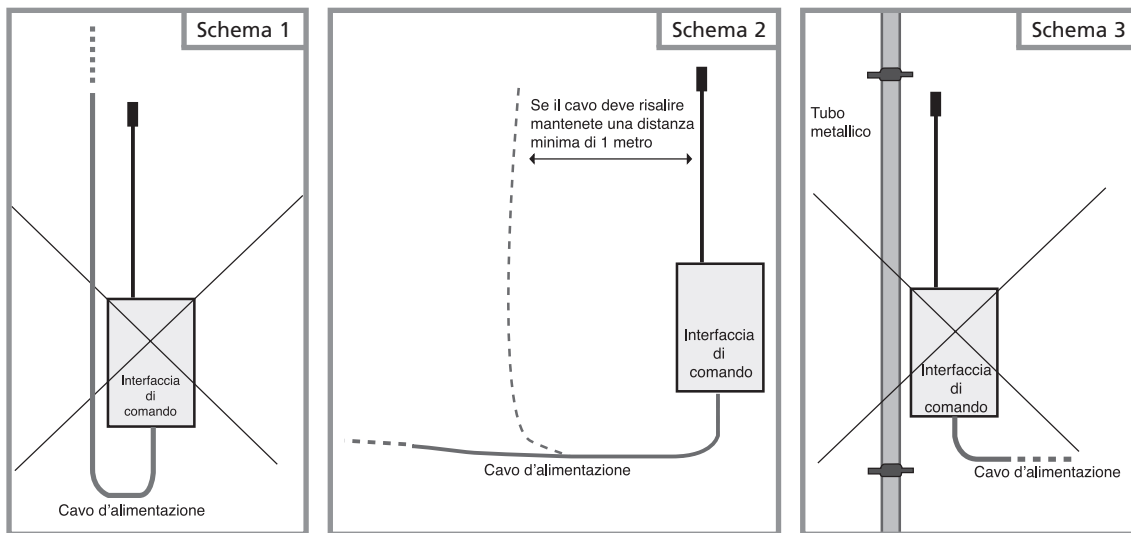 Schema 1
Interfaccia
di
comando
Cavo d'alimentazione
Schema 2
Se il cavo deve risalire
mantenete una distanza
minima di 1 metro
Interfaccia
di
comando
Cavo d'alimentazione
Schema 3
Tubo
metallico
Interfaccia
di
comando
Cavo d'alimentazione